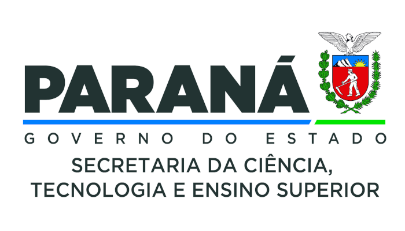 PARANÁ
GOVERNO DO ESTADO
SECRETARIA DA CIÊNCIA,
TECNOLOGIA E ENSINO SUPERIOR